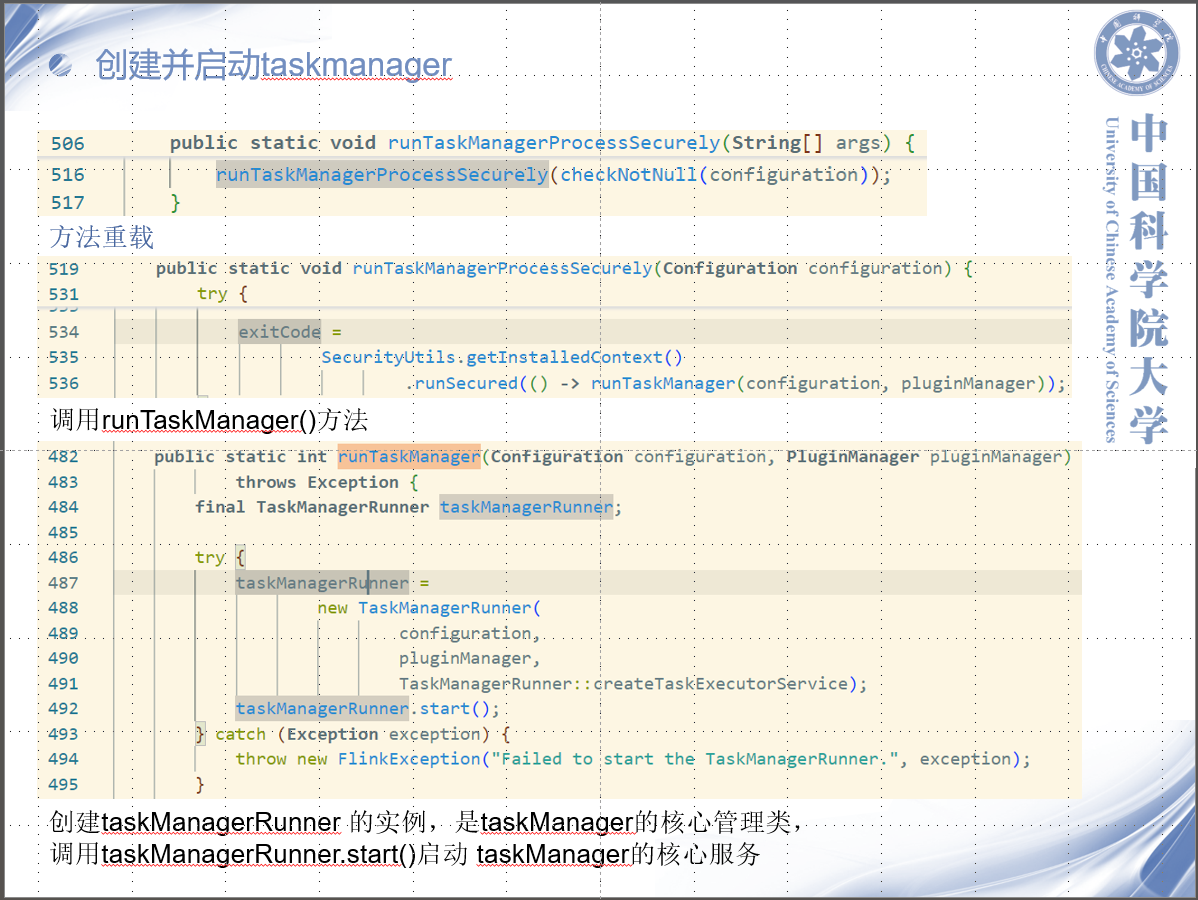 创建并启动taskmanager
506 public static void runTaskManagerProcessSecurely(String[] args) {
516 runTaskManagerProcessSecurely(checkNotNull(configuration));
517 }
方法重载
519 public static void runTaskManagerProcessSecurely(Configuration configuration) {
531 try {
534 exitCode =
535 SecurityUtils.getInstalledContext()
536 .runSecured(() -> runTaskManager(configuration, pluginManager));
调用runTaskManager()方法
482 public static int runTaskManager(Configuration configuration, PluginManager pluginManager)
483 throws Exception {
484 final TaskManagerRunner taskManagerRunner;
485
486 try {
487 taskManagerRunner =
488 new TaskManagerRunner(
489 configuration,
490 pluginManager,
491 TaskManagerRunner::createTaskExecutorService);
492 taskManagerRunner.start();
493 } catch (Exception exception) {
494 throw new FlinkException("Failed to start the TaskManagerRunner.", exception);
495 }
创建taskManagerRunner 的实例，是taskManager的核心管理类，
调用taskManagerRunner.start()启动 taskManager的核心服务
中国科学院大学
University of Chinese Academy of Sciences